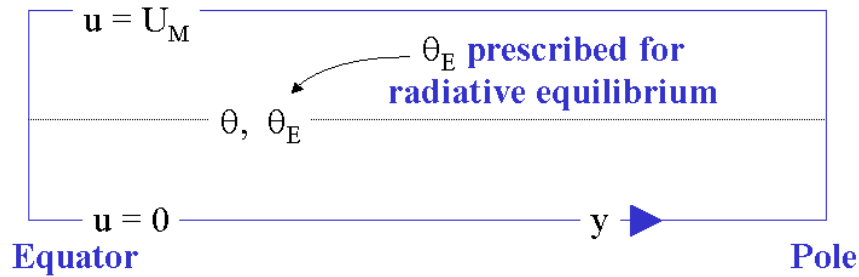 u = U_M
θ_E prescribed for
radiative equilibrium
θ, θ_E
u = 0
y
Equator
Pole